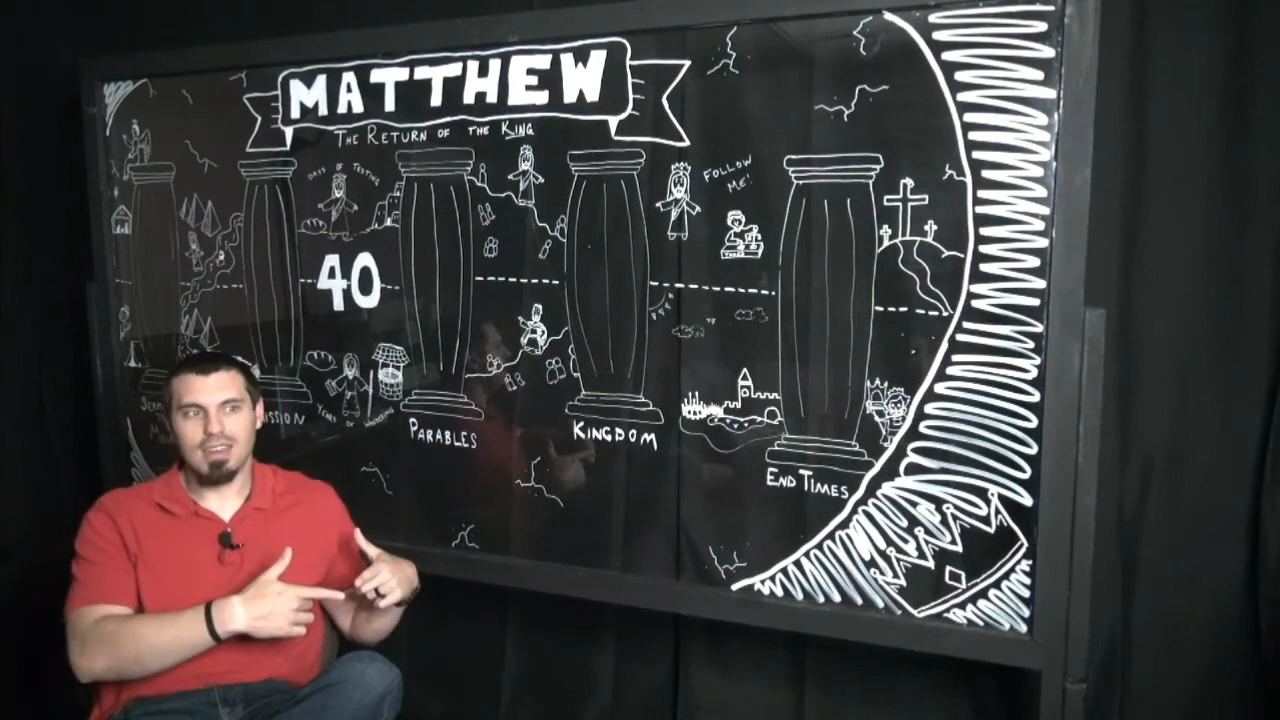 MATTHEW
THE RETURN OF THE KING
DAYS OF TESTING
FOLLOW
ME!
TAXES
40
YEARS OF WANDERING
PARABLES
KINGDOM
END TIMES